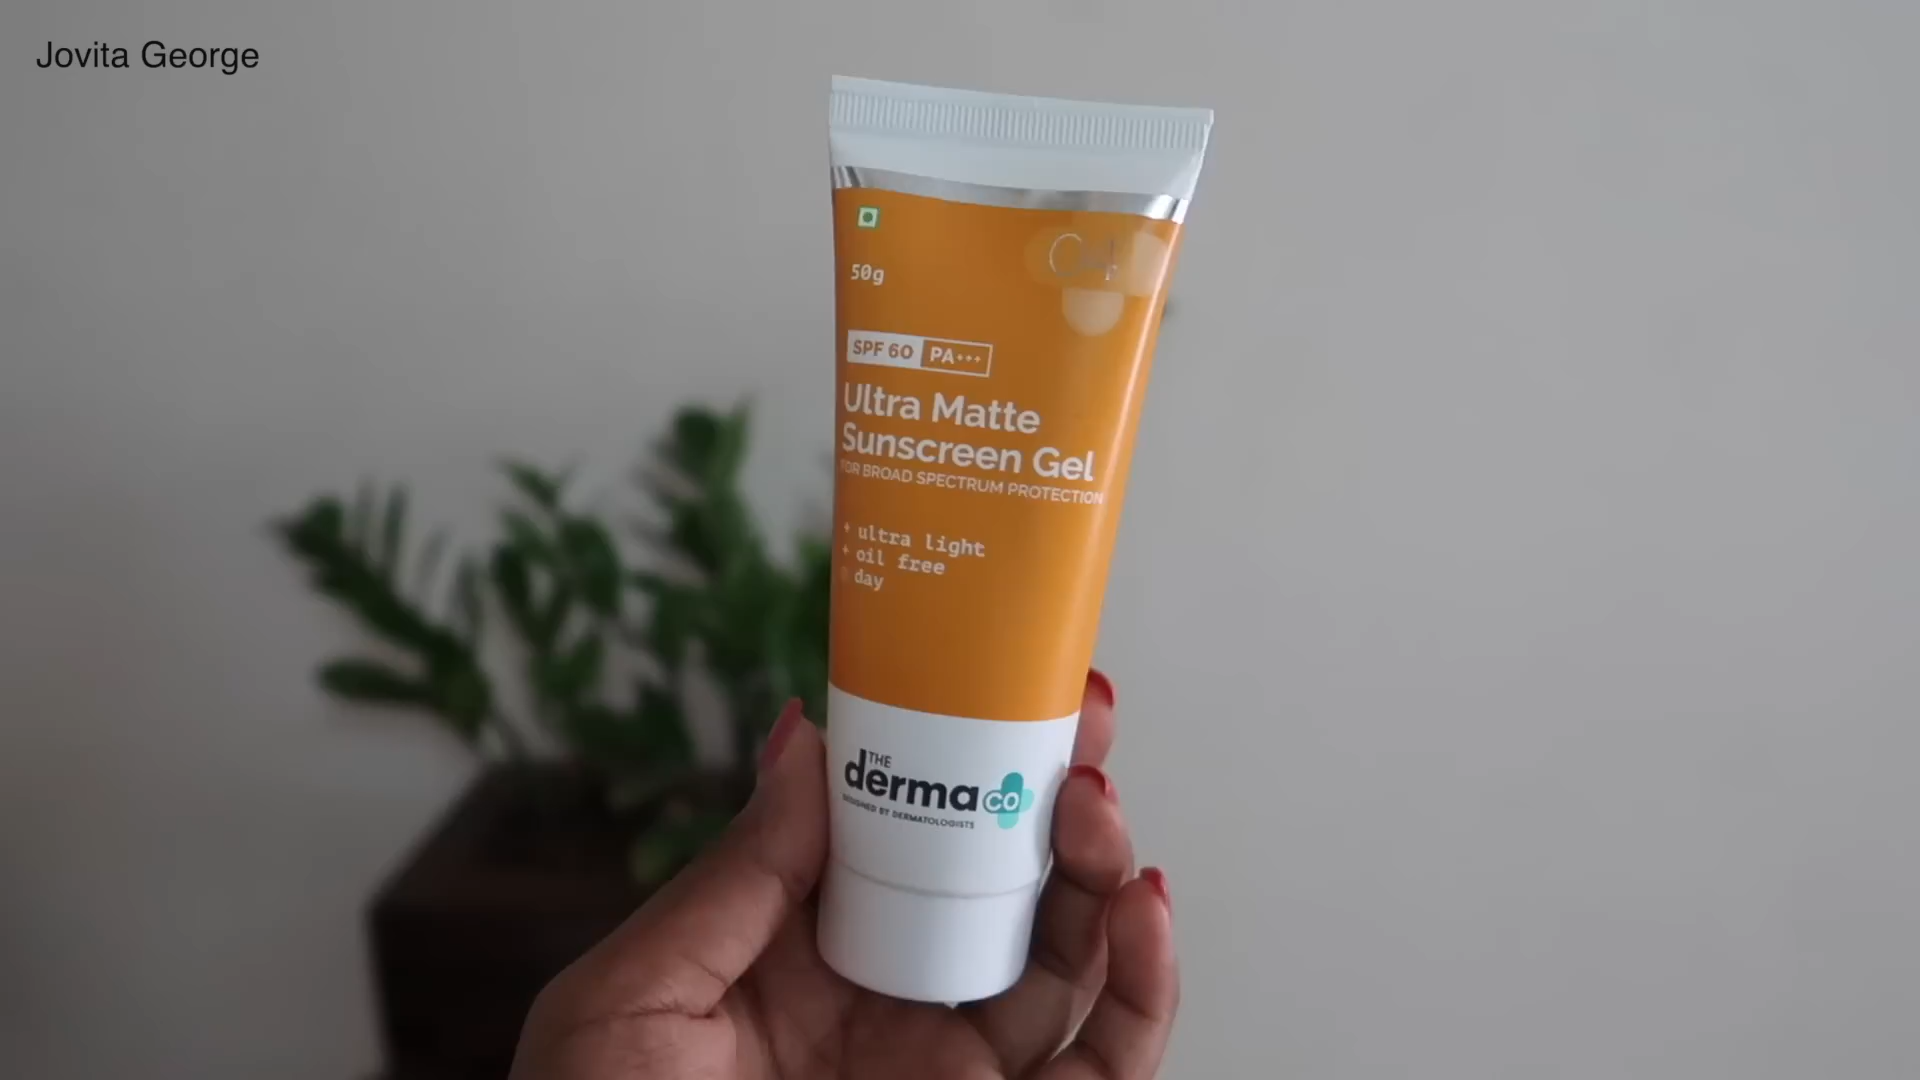 Jovita George
50g
SPF 60 PA+++
Ultra Matte
Sunscreen Gel
FOR BROAD SPECTRUM PROTECTION
+ ultra light
+ oil free
day
THE
derma co
DESIGNED BY DERMATOLOGISTS